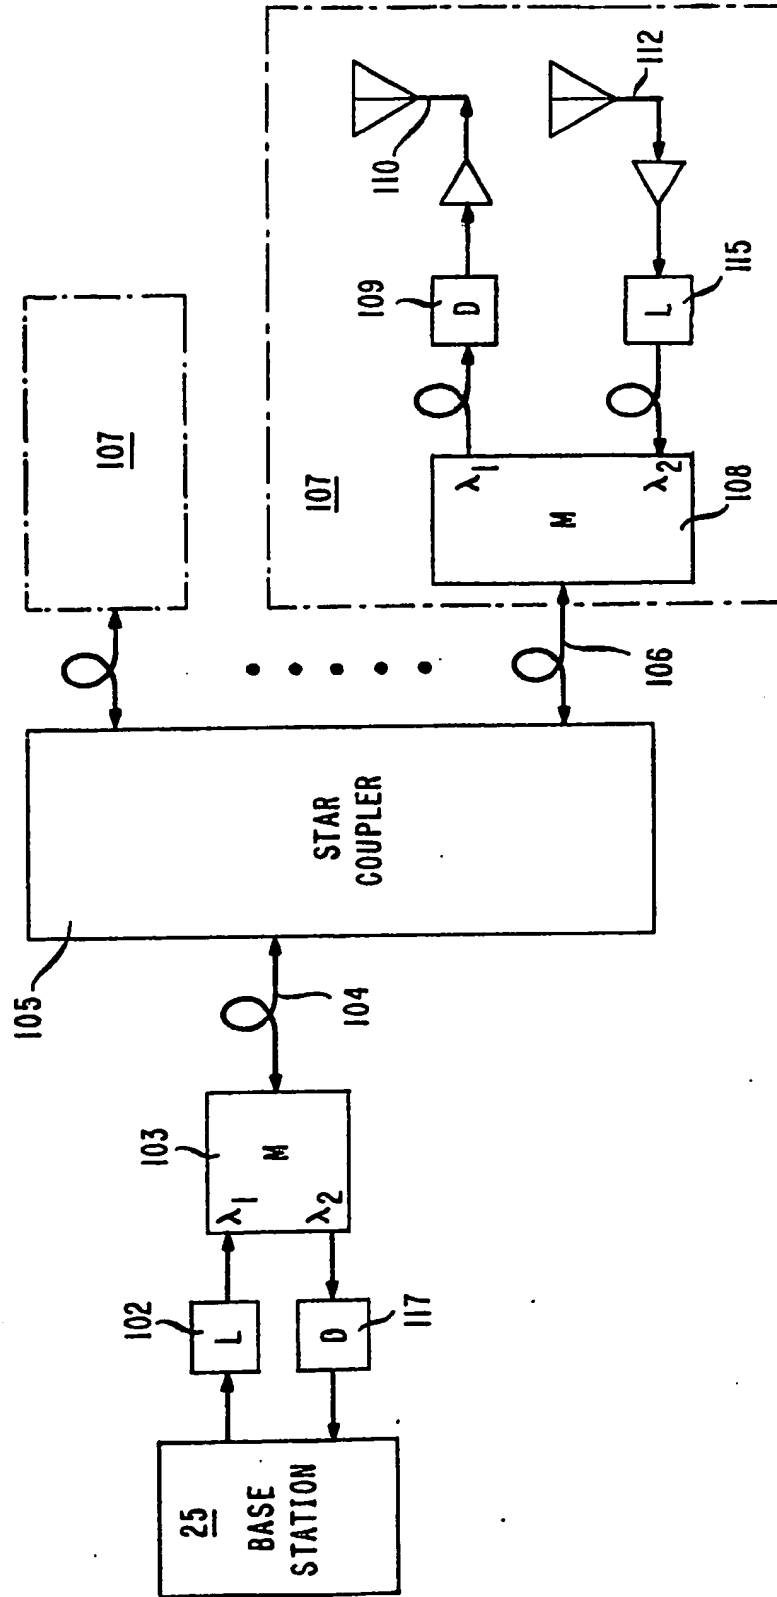 25
BASE
STATION
102
L
D
117
103
λ1
λ2
M
104
105
STAR
COUPLER
106
107
107
λ1
λ2
M
108
109
D
110
112
L
115